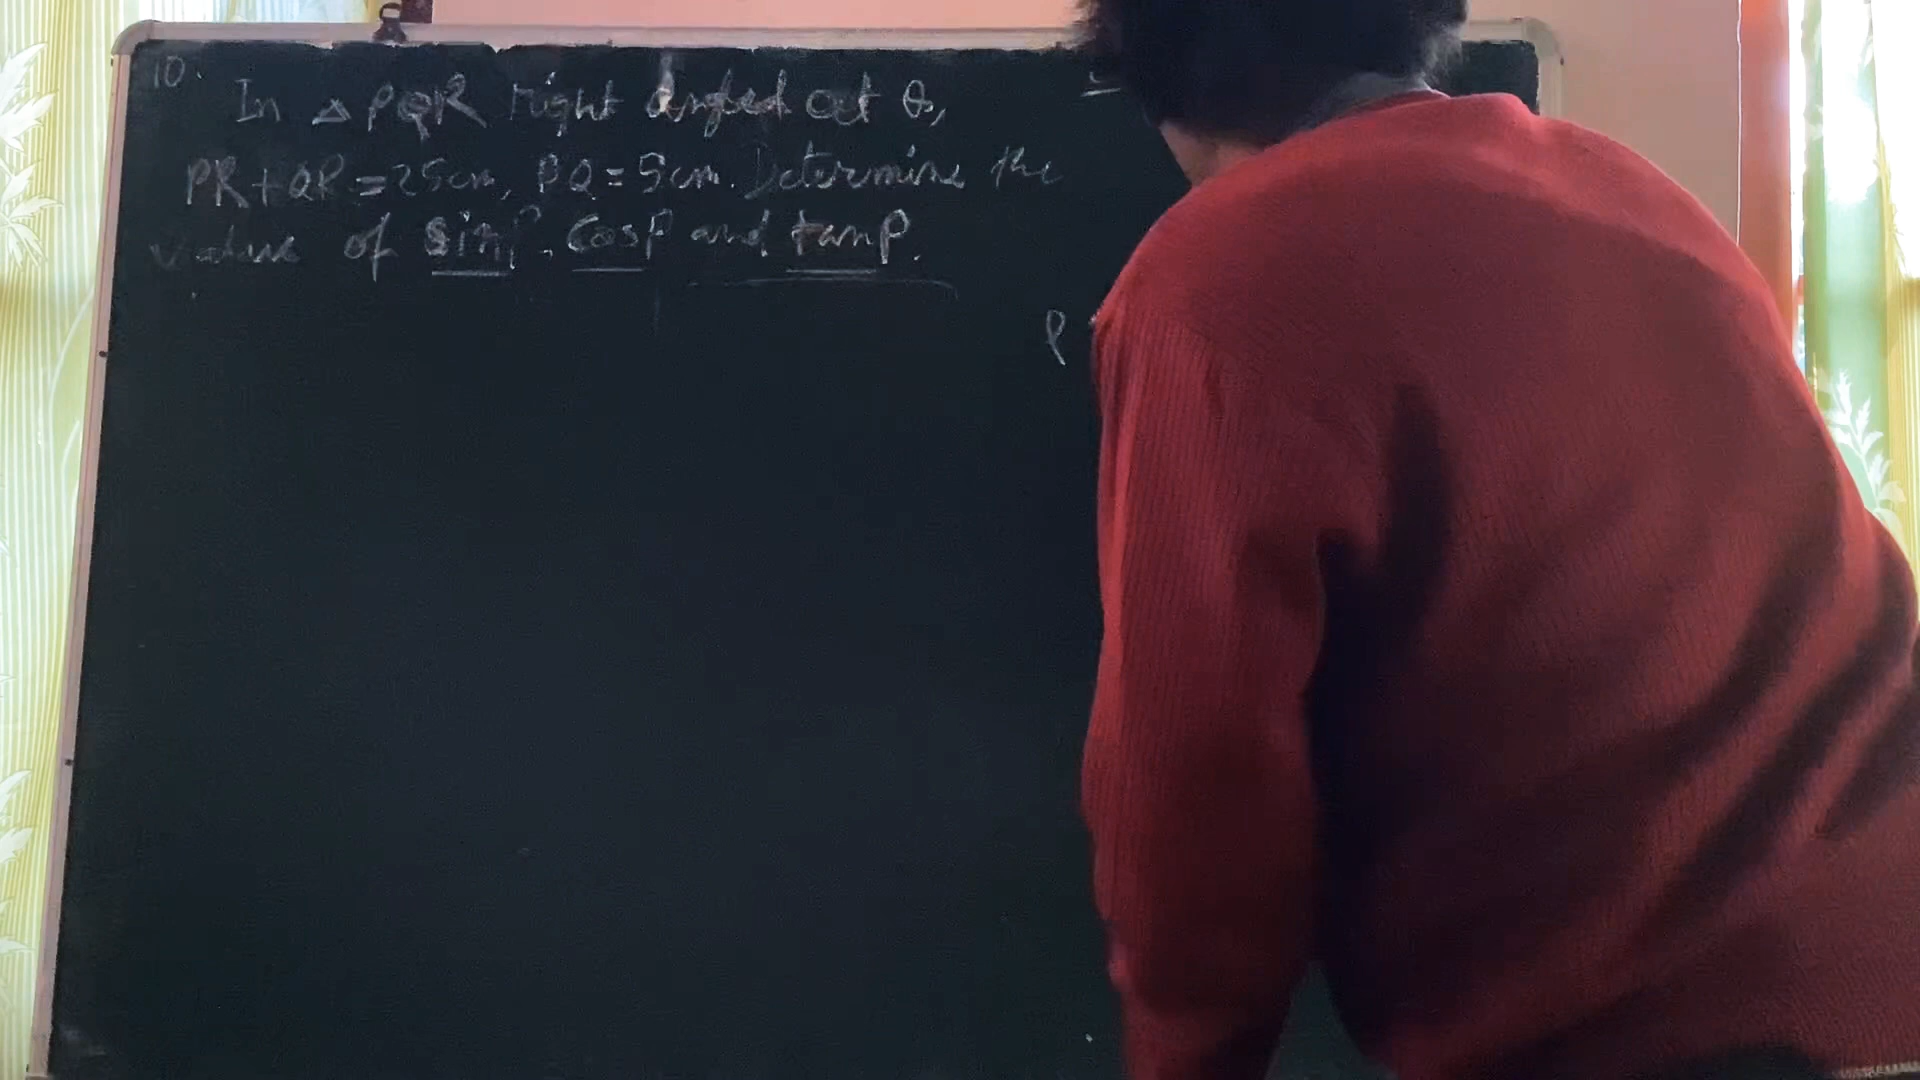 10.
In △ PQR right angled at Q,
PR + QR = 25cm, PQ = 5cm. Determine the
value of sinP, CosP and tanP.
P